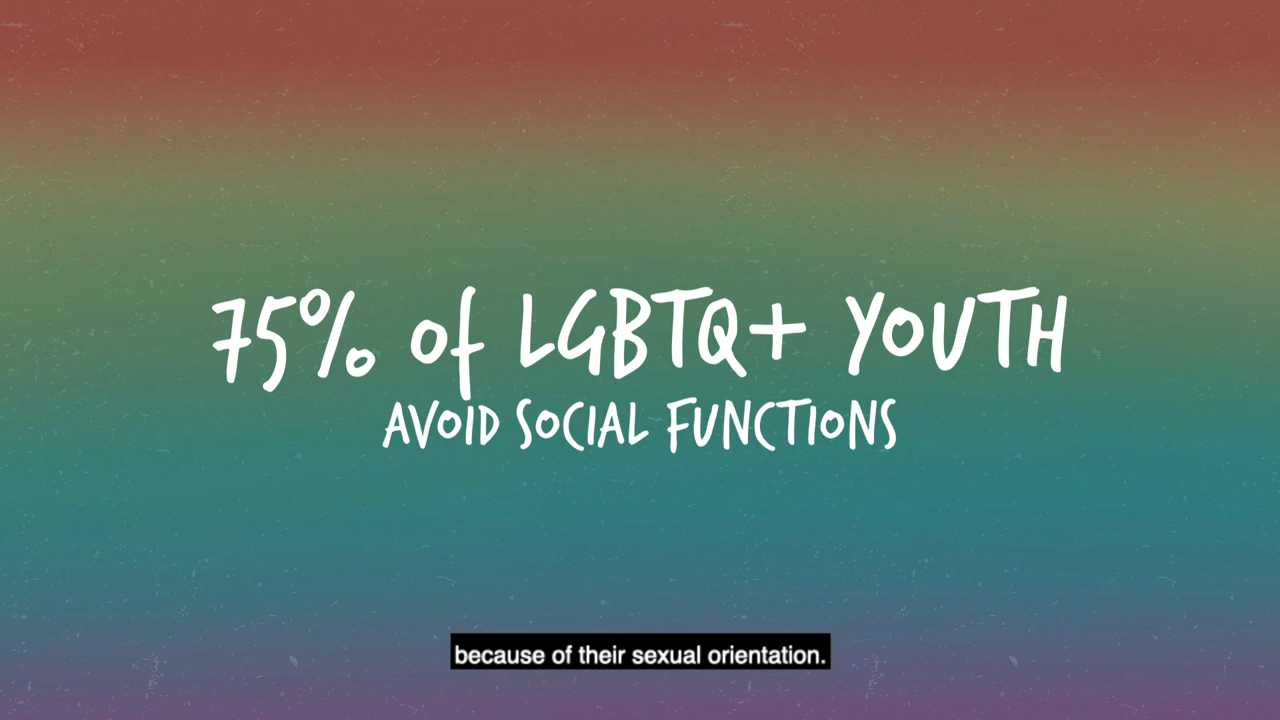 75% of LGBTQ+ YOUTH
AVOID SOCIAL FUNCTIONS
because of their sexual orientation.